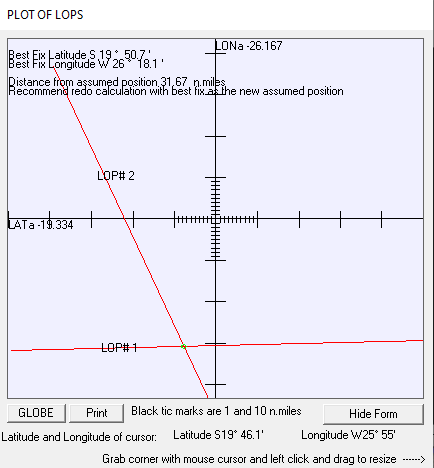 PLOT OF LOPS
LONa -26.167
Best Fix Latitude S 19 ° 50.7 '
Best Fix Longitude W 26 ° 18.1 '
Distance from assumed position 31.67 n.miles
Recommend redo calculation with best fix as the new assumed position
LOP# 2
LATa -19.334
LOP# 1
GLOBE
Print
Black tic marks are 1 and 10 n.miles
Hide Form
Latitude and Longitude of cursor:
Latitude S19° 46.1'
Longitude W25° 55'
Grab corner with mouse cursor and left click and drag to resize ----->